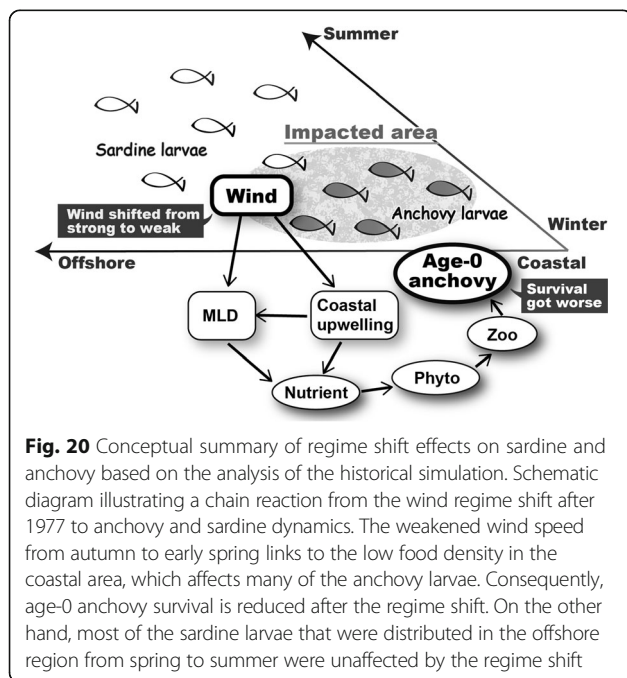 Summer
Impacted area
Sardine larvae
Wind
Anchovy larvae
Wind shifted from
strong to weak
Winter
Offshore
Coastal
Age-0
anchovy
Survival
got worse
MLD
Coastal
upwelling
Zoo
Nutrient
Phyto
Fig. 20 Conceptual summary of regime shift effects on sardine and
anchovy based on the analysis of the historical simulation. Schematic
diagram illustrating a chain reaction from the wind regime shift after
1977 to anchovy and sardine dynamics. The weakened wind speed
from autumn to early spring links to the low food density in the
coastal area, which affects many of the anchovy larvae. Consequently,
age-0 anchovy survival is reduced after the regime shift. On the other
hand, most of the sardine larvae that were distributed in the offshore
region from spring to summer were unaffected by the regime shift